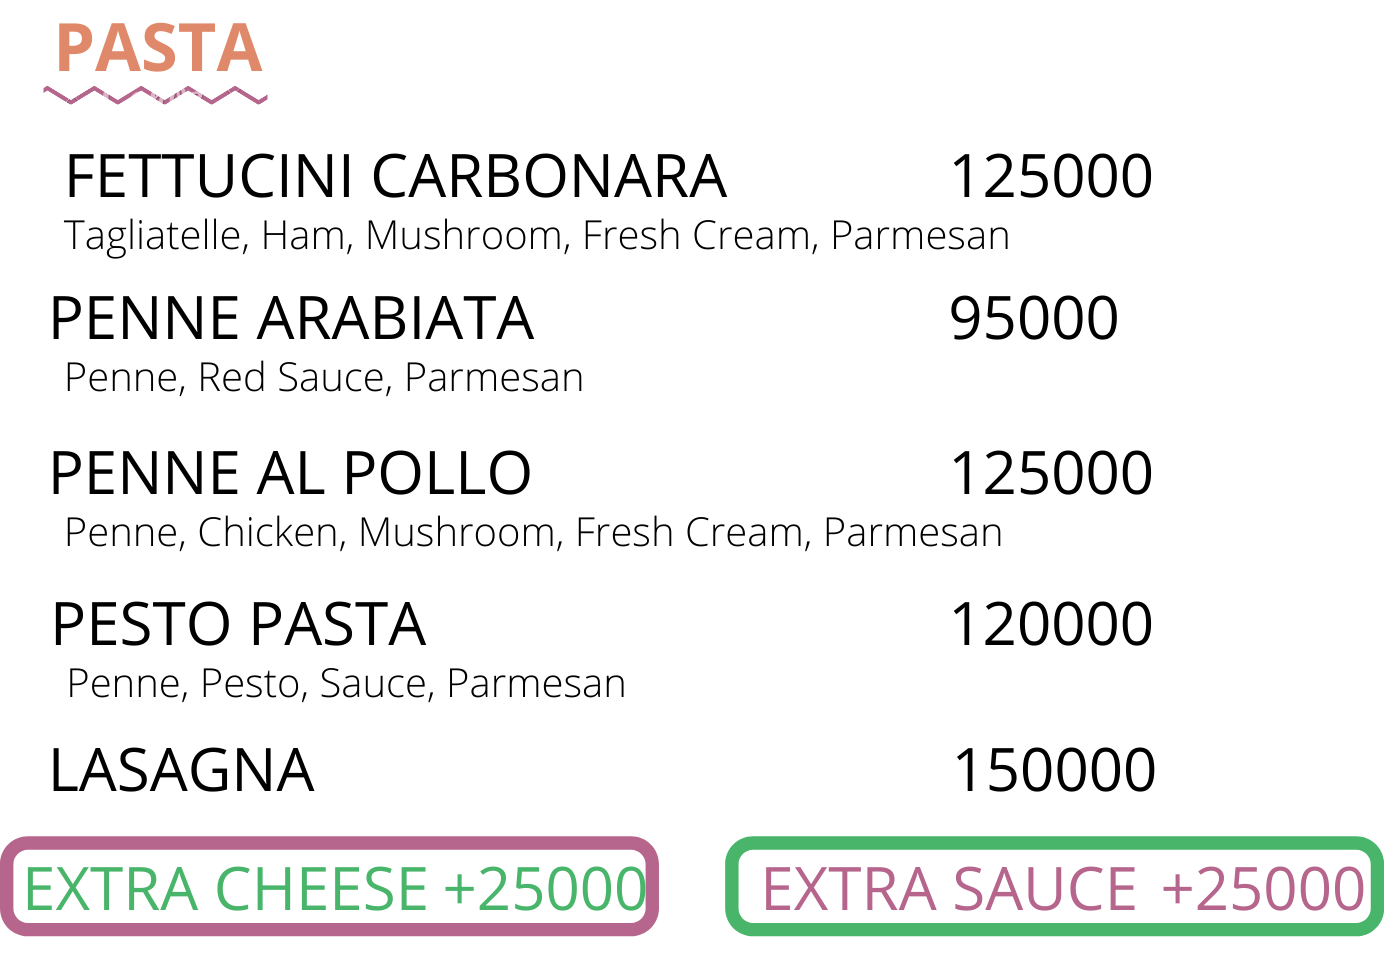 PASTA
FETTUCINI CARBONARA 125000
Tagliatelle, Ham, Mushroom, Fresh Cream, Parmesan
PENNE ARABIATA 95000
Penne, Red Sauce, Parmesan
PENNE AL POLLO 125000
Penne, Chicken, Mushroom, Fresh Cream, Parmesan
PESTO PASTA 120000
Penne, Pesto, Sauce, Parmesan
LASAGNA 150000
EXTRA CHEESE +25000 EXTRA SAUCE +25000